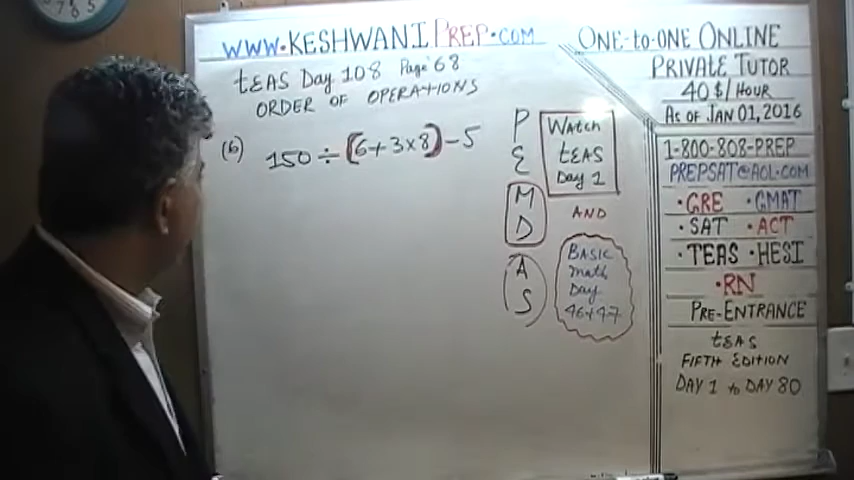 WWW.KESHWANIPREP.COM
TEAS Day 108 Page 68
ORDER OF OPERATIONS
(6) 150 ÷ (6+3×8) - 5
P
E
M
D
A
S
WATCH
TEAS
Day 1
AND
BASIC
math
Day
46+47
ONE-TO-ONE ONLINE
PRIVATE TUTOR
40 $/HOUR
AS OF JAN 01, 2016
1-800-808-PREP
PREPSAT@AOL.COM
•GRE •GMAT
•SAT •ACT
•TEAS •HESI
•RN
PRE-ENTRANCE
TEAS
FIFTH EDITION
DAY 1 TO DAY 80